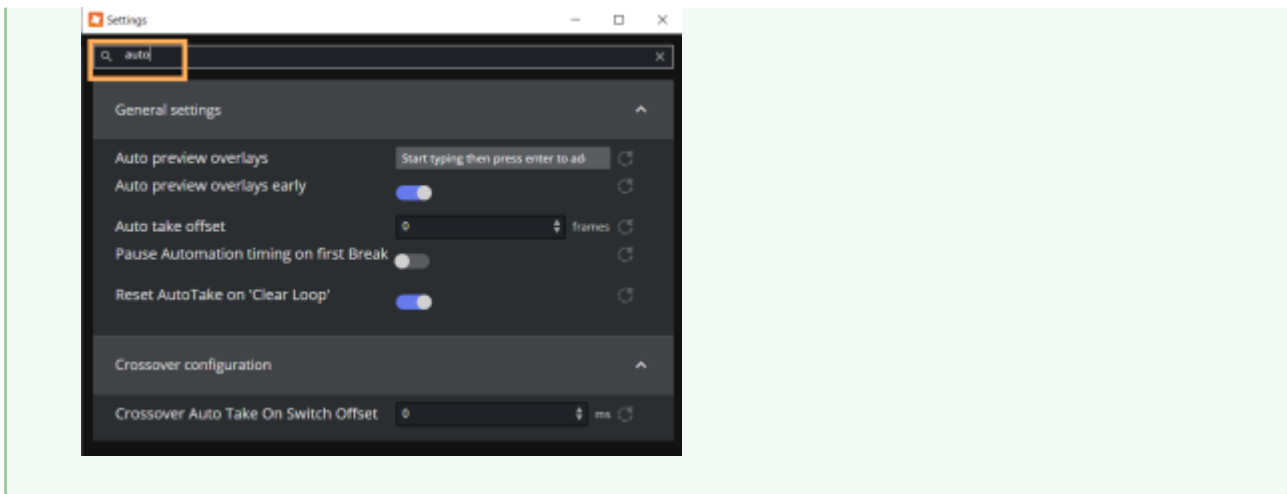 Settings
auto
General settings
Auto preview overlays Start typing then press enter to ad
Auto preview overlays early
Auto take offset 0 frames
Pause Automation timing on first Break
Reset AutoTake on 'Clear Loop'
Crossover configuration
Crossover Auto Take On Switch Offset 0 ms